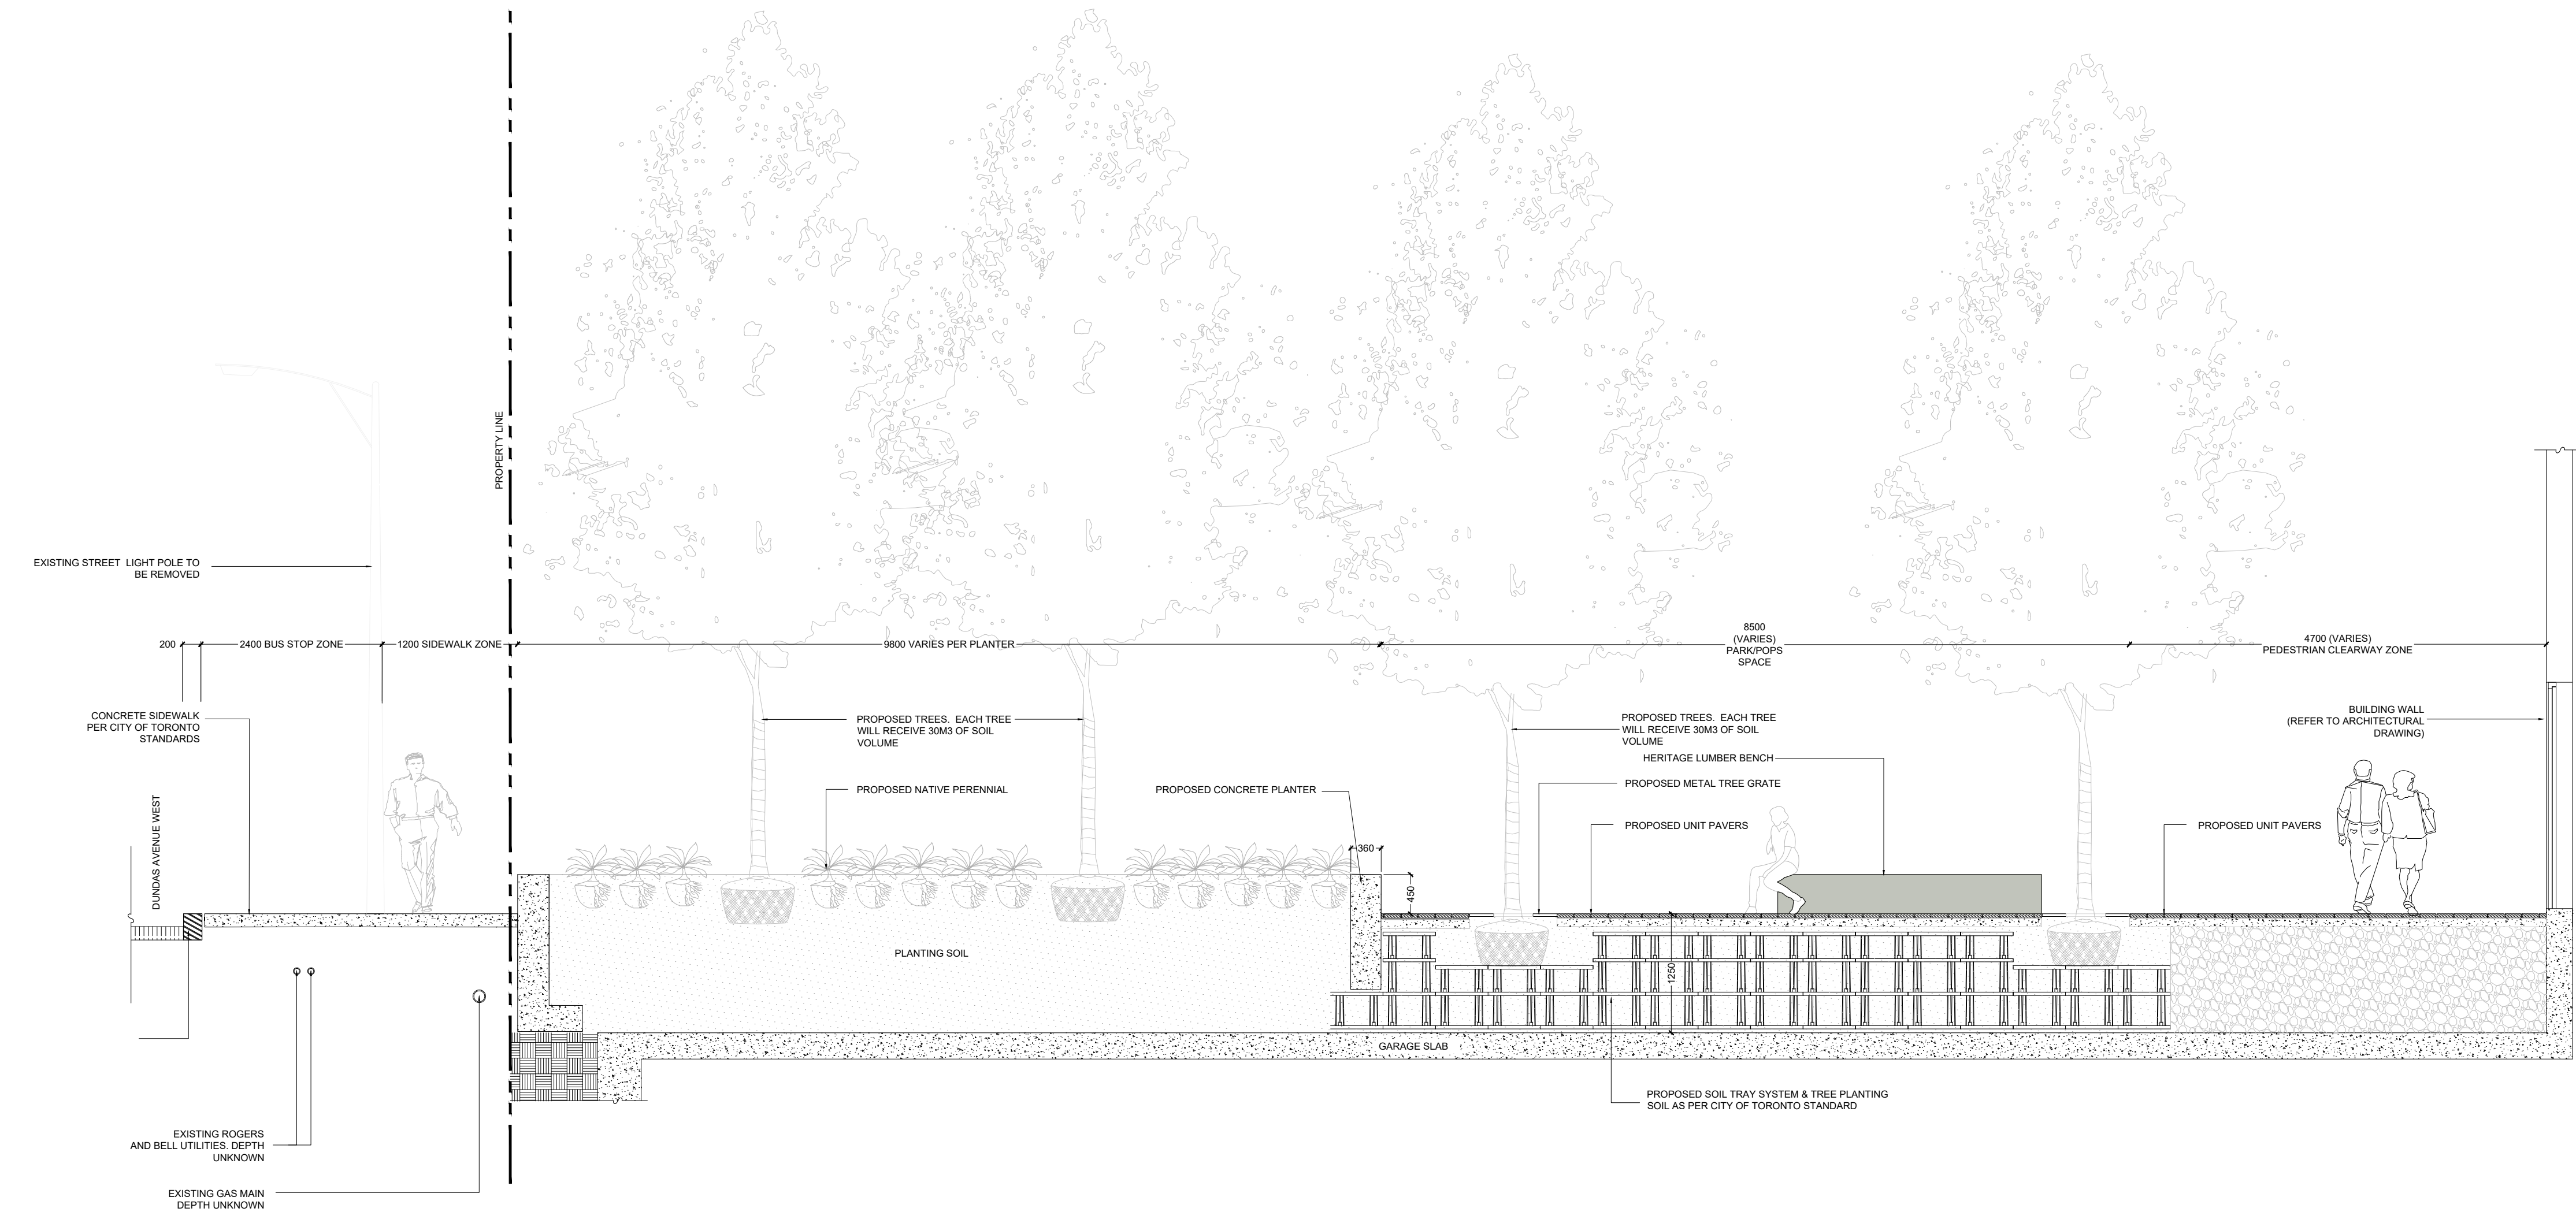 PROPERTY LINE
EXISTING STREET LIGHT POLE TO
BE REMOVED
200
2400 BUS STOP ZONE
1200 SIDEWALK ZONE
9800 VARIES PER PLANTER
8500
(VARIES)
PARK/POPS
SPACE
4700 (VARIES)
PEDESTRIAN CLEARWAY ZONE
CONCRETE SIDEWALK
PER CITY OF TORONTO
STANDARDS
PROPOSED TREES. EACH TREE
WILL RECEIVE 30M3 OF SOIL
VOLUME
PROPOSED TREES. EACH TREE
WILL RECEIVE 30M3 OF SOIL
VOLUME
BUILDING WALL
(REFER TO ARCHITECTURAL
DRAWING)
HERITAGE LUMBER BENCH
PROPOSED METAL TREE GRATE
PROPOSED NATIVE PERENNIAL
PROPOSED CONCRETE PLANTER
PROPOSED UNIT PAVERS
PROPOSED UNIT PAVERS
DUNDAS AVENUE WEST
360
450
PLANTING SOIL
1250
GARAGE SLAB
PROPOSED SOIL TRAY SYSTEM & TREE PLANTING
SOIL AS PER CITY OF TORONTO STANDARD
EXISTING ROGERS
AND BELL UTILITIES. DEPTH
UNKNOWN
EXISTING GAS MAIN
DEPTH UNKNOWN